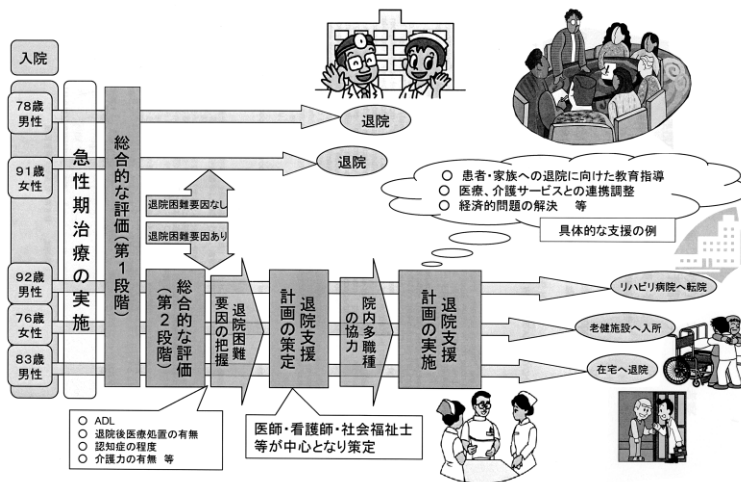 入院
78歳
男性
91歳
女性
92歳
男性
76歳
女性
83歳
男性
急性期治療の実施
総合的な評価(第1段階)
退院
退院
退院困難要因なし
退院困難要因あり
総合的な評価
(第2段階)
退院困難
要因の把握
退院支援
計画の策定
院内多職種
の協力
退院支援
計画の実施
○ 患者・家族への退院に向けた教育指導
○ 医療、介護サービスとの連携調整
○ 経済的問題の解決 等
具体的な支援の例
リハビリ病院へ転院
老健施設へ入所
在宅へ退院
○ ADL
○ 退院後医療処置の有無
○ 認知症の程度
○ 介護力の有無 等
医師・看護師・社会福祉士
等が中心となり策定